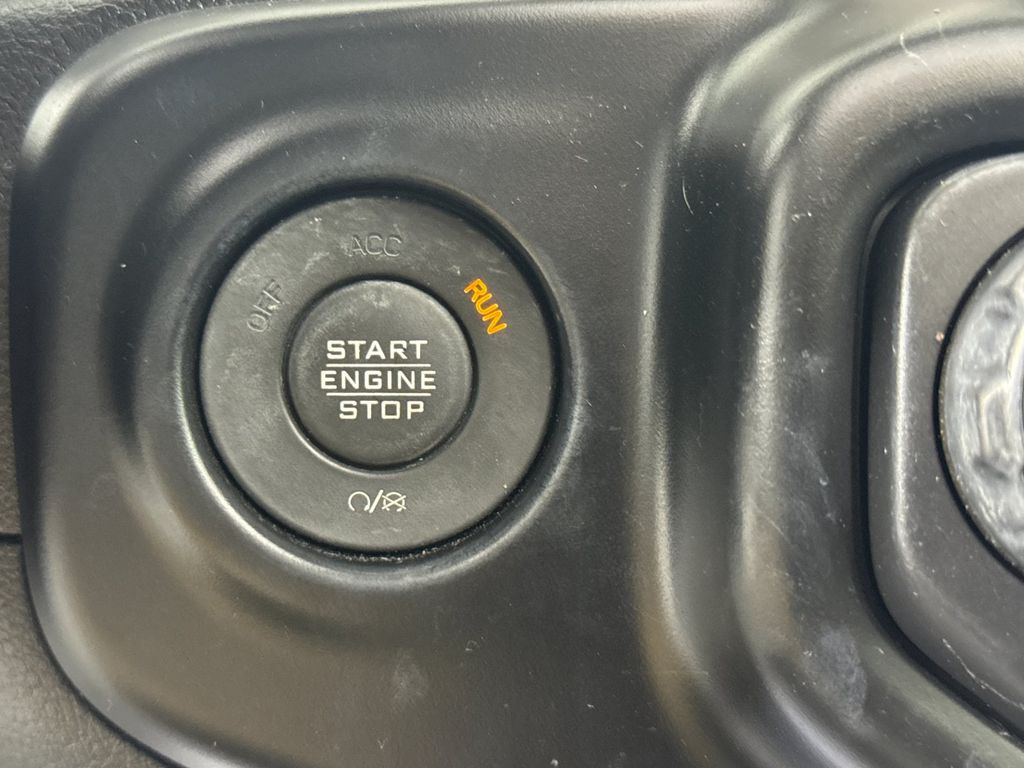 ACC
OFF
RUN
START
ENGINE
STOP